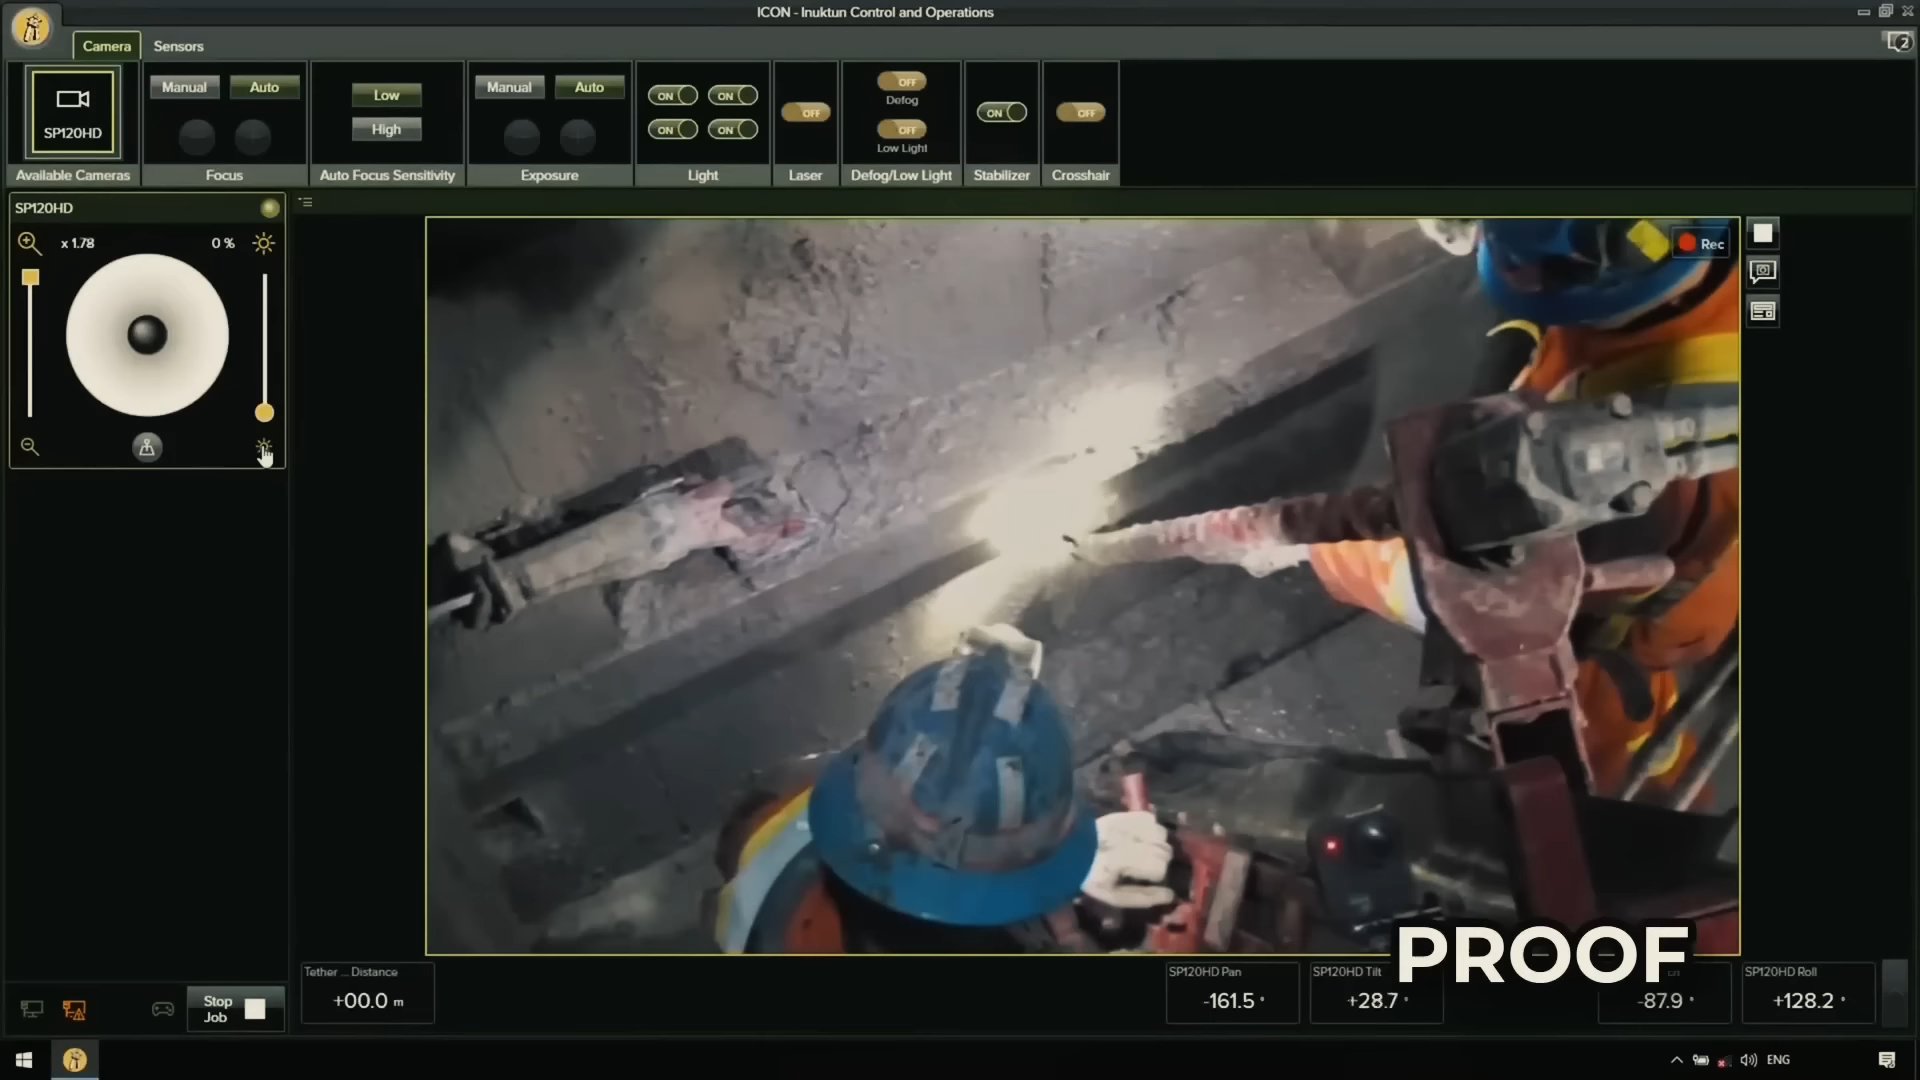 ICON - Inuktun Control and Operations
Camera Sensors
2
SP120HD
Available Cameras
Manual Auto
Focus
Low
High
Auto Focus Sensitivity
Manual Auto
Exposure
ON ON
ON ON
Light
OFF
Laser
OFF
Defog
OFF
Low Light
Defog/Low Light
ON
Stabilizer
OFF
Crosshair
SP120HD
x 1.78 0 %
Rec
Stop
Job
Tether ... Distance
+00.0 m
SP120HD Pan
-161.5 °
SP120HD Tilt
+28.7 °
PROOF
-87.9 °
SP120HD Roll
+128.2 °
ENG